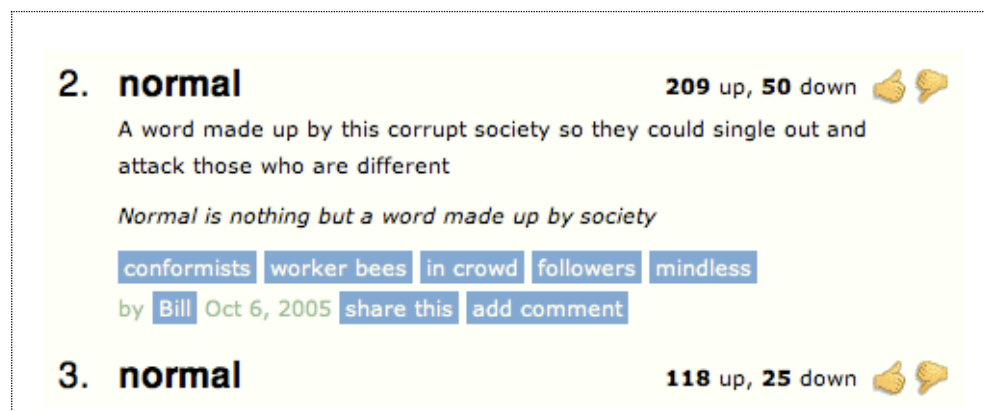 2. normal 209 up, 50 down
A word made up by this corrupt society so they could single out and
attack those who are different
Normal is nothing but a word made up by society
conformists worker bees in crowd followers mindless
by Bill Oct 6, 2005 share this add comment
3. normal 118 up, 25 down